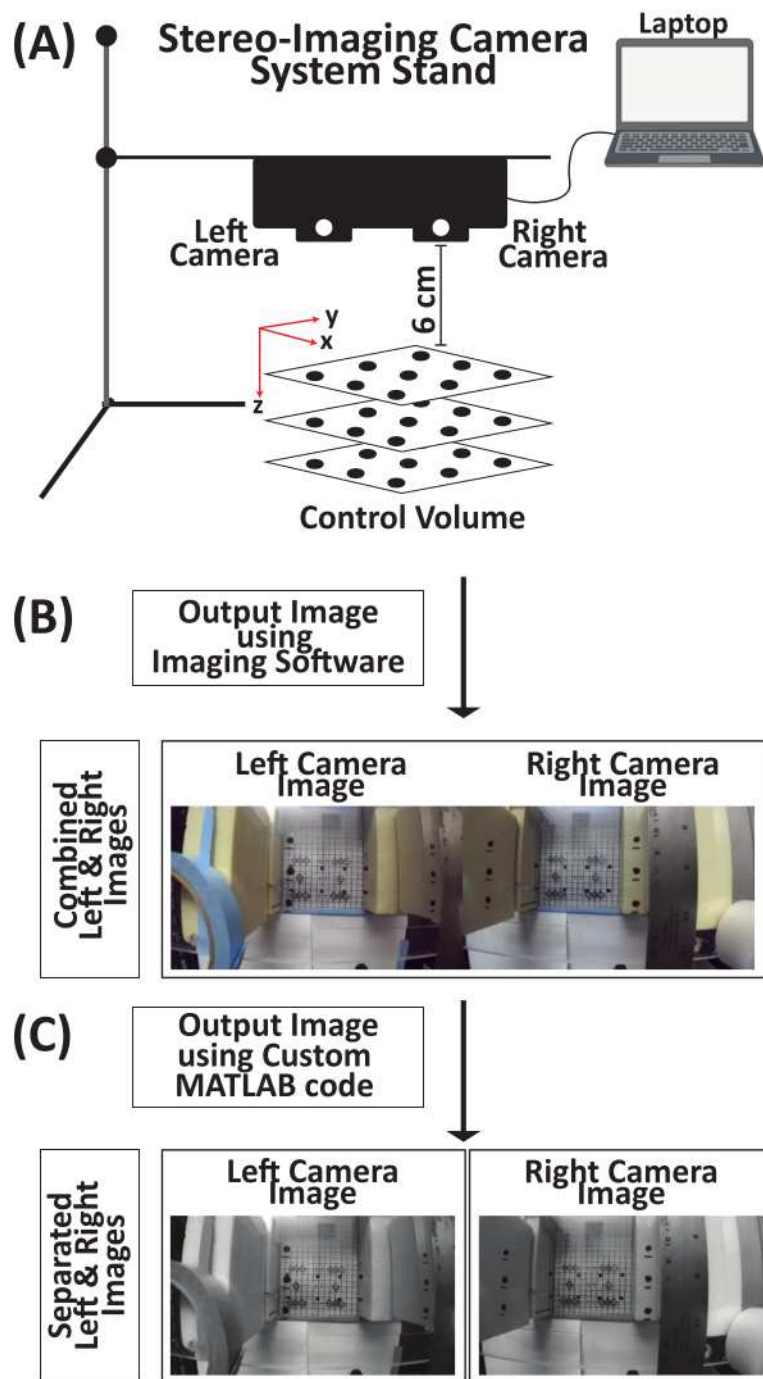 (A)
Stereo-Imaging Camera
System Stand
Laptop
Left
Camera
Right
Camera
6 cm
y
x
z
Control Volume
(B)
Output Image
using
Imaging Software
Combined
Left & Right
Images
Left Camera
Image
Right Camera
Image
(C)
Output Image
using Custom
MATLAB code
Separated
Left & Right
Images
Left Camera
Image
Right Camera
Image